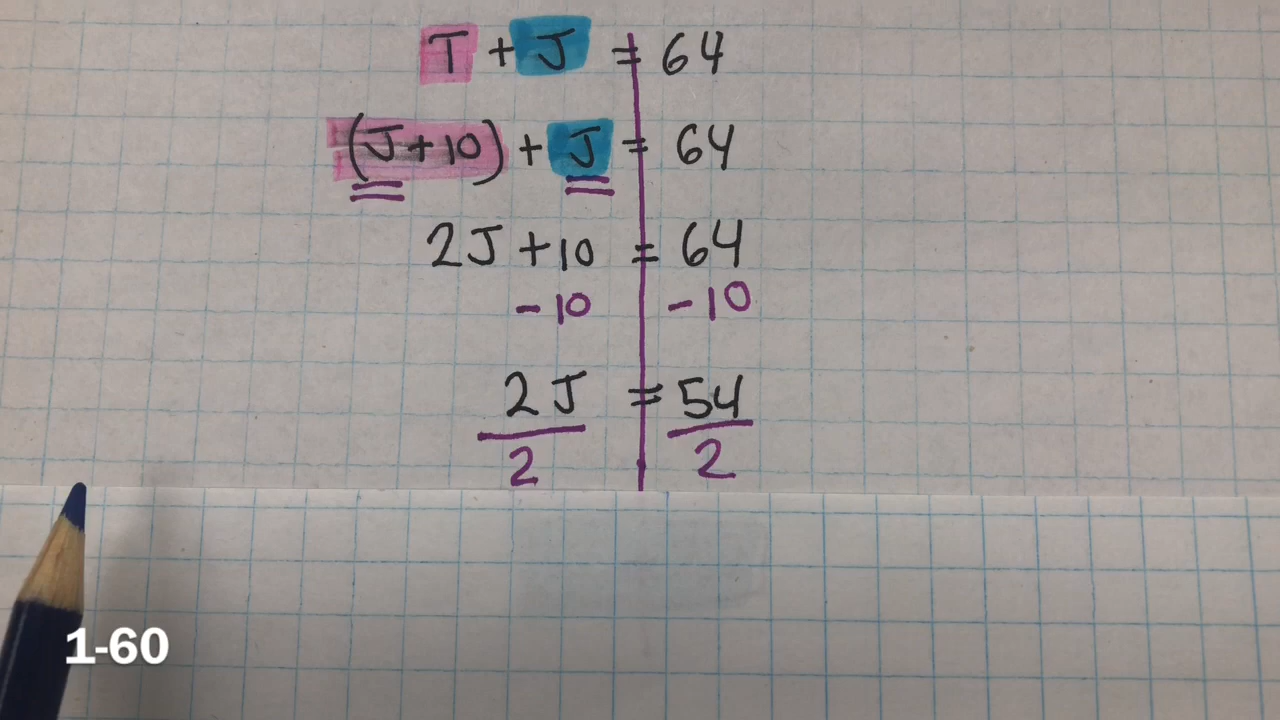 T + J = 64
(J + 10) + J = 64
2J + 10 = 64
- 10 - 10
2J = 54
2 2
1-60